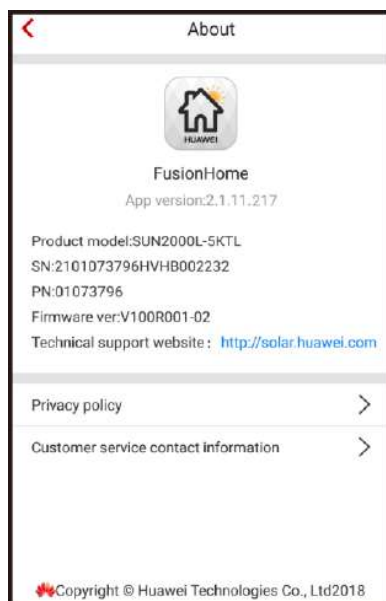 About
HUAWEI
FusionHome
App version:2.1.11.217
Product model:SUN2000L-5KTL
SN:2101073796HVHB002232
PN:01073796
Firmware ver:V100R001-02
Technical support website: http://solar.huawei.com
Privacy policy
Customer service contact information
Copyright © Huawei Technologies Co., Ltd2018